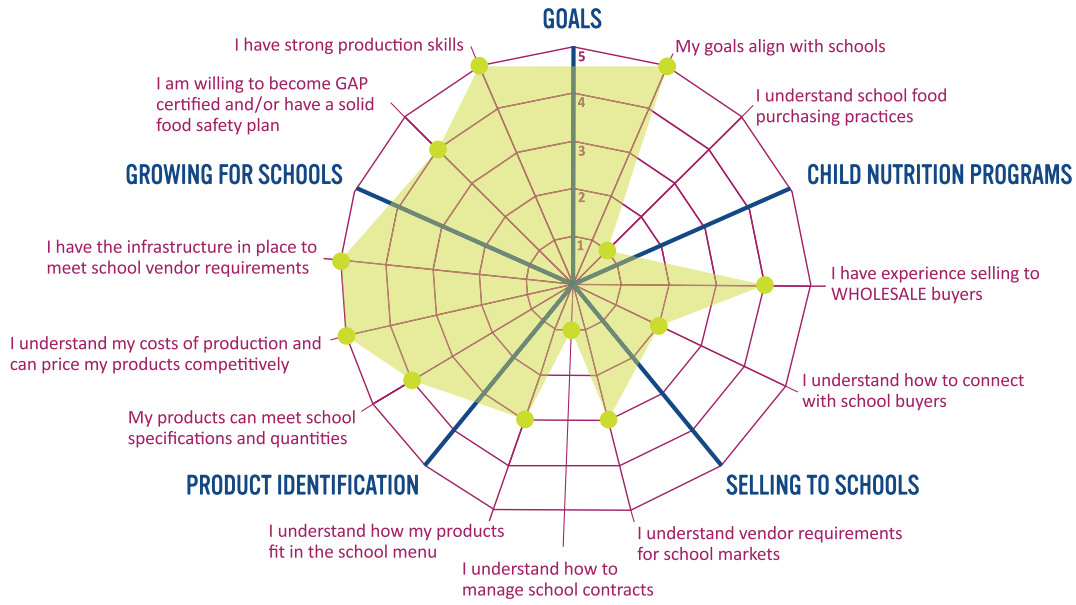 GOALS
I have strong production skills
My goals align with schools
5
I am willing to become GAP
certified and/or have a solid
food safety plan
I understand school food
purchasing practices
4
3
GROWING FOR SCHOOLS
CHILD NUTRITION PROGRAMS
2
1
I have the infrastructure in place to
meet school vendor requirements
I have experience selling to
WHOLESALE buyers
I understand my costs of production and
can price my products competitively
I understand how to connect
with school buyers
My products can meet school
specifications and quantities
PRODUCT IDENTIFICATION
SELLING TO SCHOOLS
I understand how my products
fit in the school menu
I understand vendor requirements
for school markets
I understand how to
manage school contracts